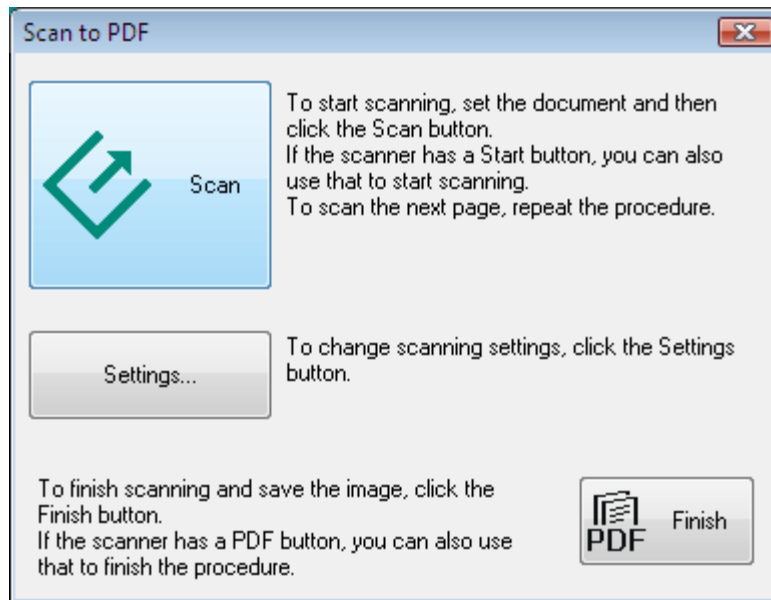 Scan to PDF
Scan
To start scanning, set the document and then
click the Scan button.
If the scanner has a Start button, you can also
use that to start scanning.
To scan the next page, repeat the procedure.
Settings...
To change scanning settings, click the Settings
button.
To finish scanning and save the image, click the
Finish button.
If the scanner has a PDF button, you can also use
that to finish the procedure.
PDF
Finish